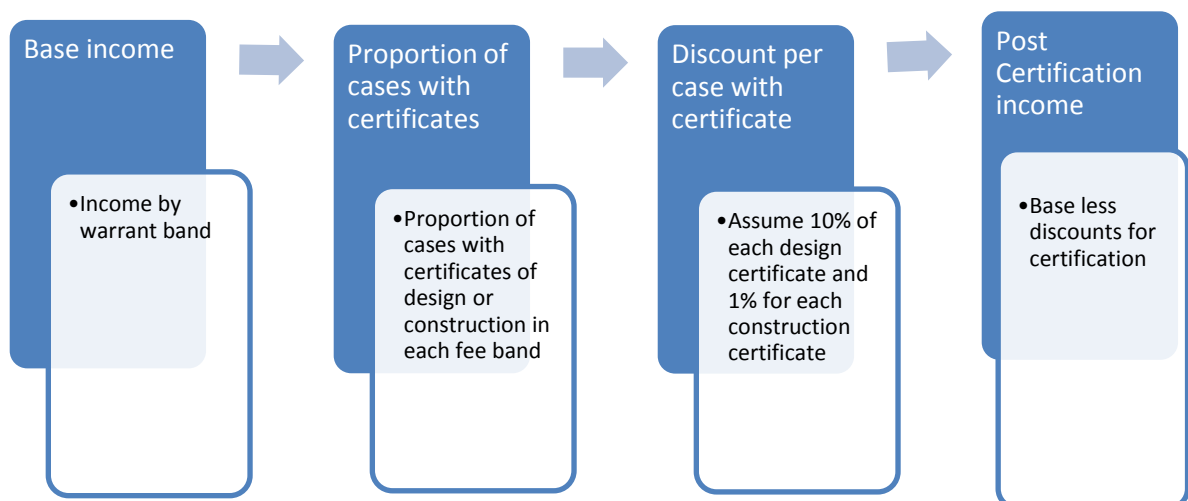 Base income
•Income by
warrant band
Proportion of
cases with
certificates
•Proportion of
cases with
certificates of
design or
construction in
each fee band
Discount per
case with
certificate
•Assume 10% of
each design
certificate and
1% for each
construction
certificate
Post
Certification
income
•Base less
discounts for
certification